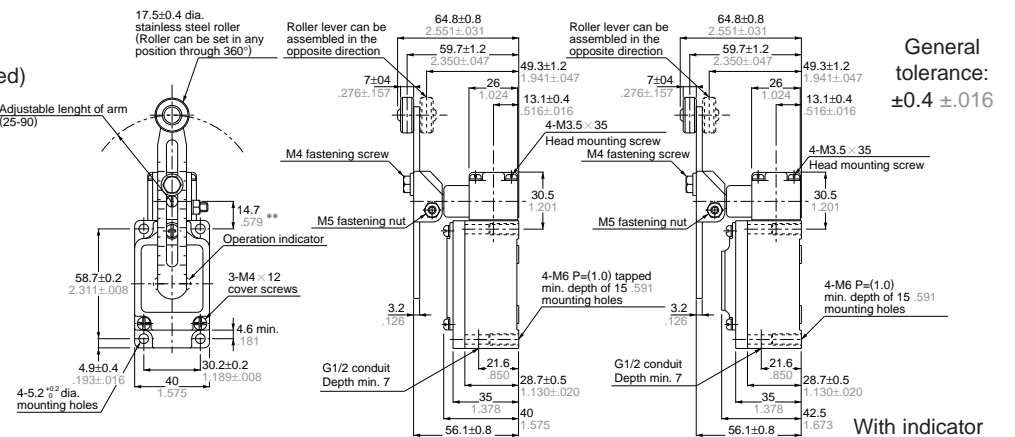 17.5±0.4 dia.
stainless steel roller
(Roller can be set in any
position through 360°)
ed)
Adjustable lenght of arm
(25-90)
14.7
.579 **
Operation indicator
58.7±0.2
2.311±.008
3-M4×12
cover screws
4.6 min.
.181
4.9±0.4
.193±.016
30.2±0.2
1.189±.008
40
1.575
4-5.2 +0.2 0 dia.
mounting holes
Roller lever can be
assembled in the
opposite direction
64.8±0.8
2.551±.031
59.7±1.2
2.350±.047
49.3±1.2
1.941±.047
7±04
.276±.157
26
1.024
13.1±0.4
.516±.016
4-M3.5×35
Head mounting screw
M4 fastening screw
30.5
1.201
M5 fastening nut
4-M6 P=(1.0) tapped
min. depth of 15 .591
mounting holes
3.2
.126
G1/2 conduit
Depth min. 7
21.6
.850
28.7±0.5
1.130±.020
35
1.378
40
1.575
56.1±0.8
Roller lever can be
assembled in the
opposite direction
64.8±0.8
2.551±.031
59.7±1.2
2.350±.047
49.3±1.2
1.941±.047
7±04
.276±.157
26
1.024
13.1±0.4
.516±.016
4-M3.5×35
Head mounting screw
M4 fastening screw
30.5
1.201
M5 fastening nut
4-M6 P=(1.0)
min. depth of 15 .591
mounting holes
3.2
.126
G1/2 conduit
Depth min. 7
21.6
.850
28.7±0.5
1.130±.020
35
1.378
42.5
1.673
56.1±0.8
General
tolerance:
±0.4 ±.016
With indicator